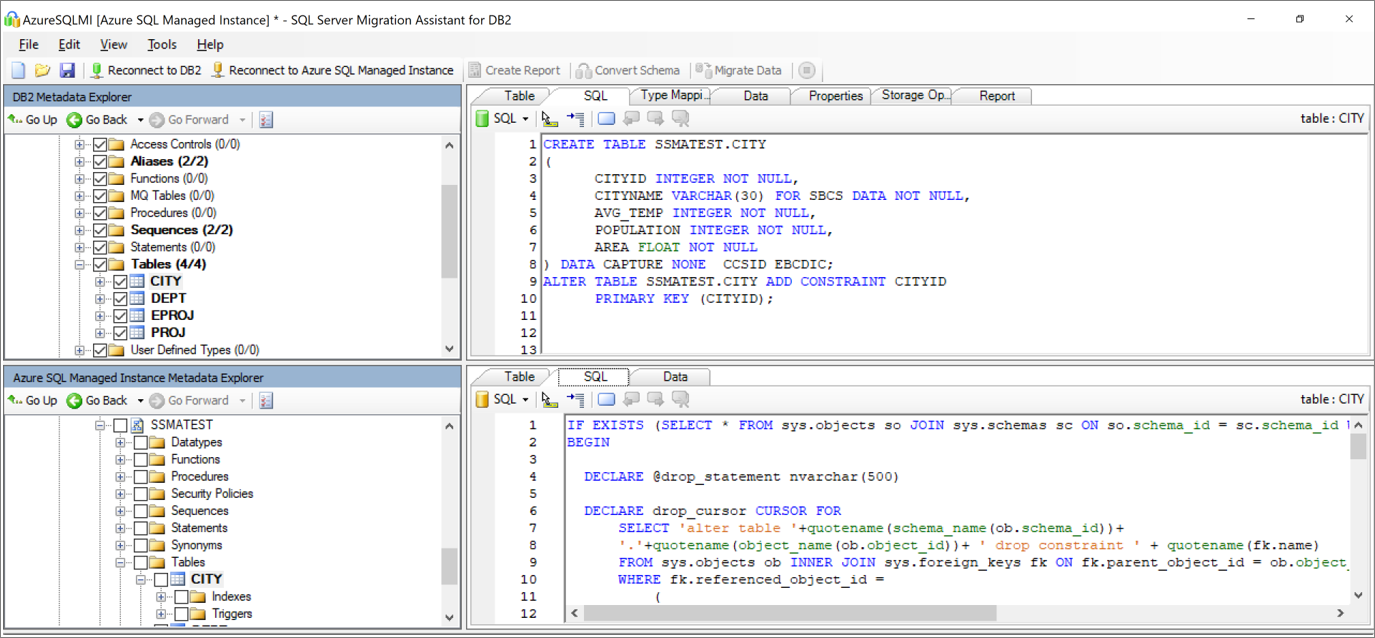 AzureSQLMI [Azure SQL Managed Instance] * - SQL Server Migration Assistant for DB2
File Edit View Tools Help
Reconnect to DB2 Reconnect to Azure SQL Managed Instance Create Report Convert Schema Migrate Data
DB2 Metadata Explorer
Go Up Go Back Go Forward
Access Controls (0/0)
Aliases (2/2)
Functions (0/0)
MQ Tables (0/0)
Procedures (0/0)
Sequences (2/2)
Statements (0/0)
Tables (4/4)
CITY
DEPT
EPROJ
PROJ
User Defined Types (0/0)
Table SQL Type Mappi.. Data Properties Storage Op.. Report
SQL table : CITY
1 CREATE TABLE SSMATEST.CITY
2 (
3 CITYID INTEGER NOT NULL,
4 CITYNAME VARCHAR(30) FOR SBCS DATA NOT NULL,
5 AVG_TEMP INTEGER NOT NULL,
6 POPULATION INTEGER NOT NULL,
7 AREA FLOAT NOT NULL
8 ) DATA CAPTURE NONE  CCSID EBCDIC;
9 ALTER TABLE SSMATEST.CITY ADD CONSTRAINT CITYID
10 PRIMARY KEY (CITYID);
11
12
13
Azure SQL Managed Instance Metadata Explorer
Go Up Go Back Go Forward
SSMATEST
Datatypes
Functions
Procedures
Security Policies
Sequences
Statements
Synonyms
Tables
CITY
Indexes
Triggers
Table SQL Data
SQL table : CITY
1 IF EXISTS (SELECT * FROM sys.objects so JOIN sys.schemas sc ON so.schema_id = sc.schema_id
2 BEGIN
3
4 DECLARE @drop_statement nvarchar(500)
5
6 DECLARE drop_cursor CURSOR FOR
7 SELECT 'alter table '+quotename(schema_name(ob.schema_id))+
8 '.'+quotename(object_name(ob.object_id))+ ' drop constraint ' + quotename(fk.name)
9 FROM sys.objects ob INNER JOIN sys.foreign_keys fk ON fk.parent_object_id = ob.object_
10 WHERE fk.referenced_object_id =
11 (
12